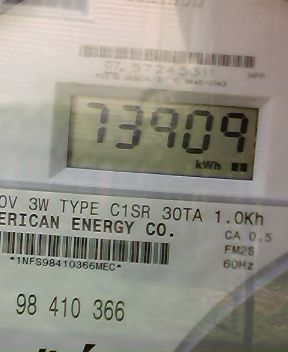 73909
kWh
0V 3W TYPE C1SR 30TA 1.0Kh
ERICAN ENERGY CO.
CA 0.5
FM2S
60Hz
*1NFS98410366MEC*
98 410 366